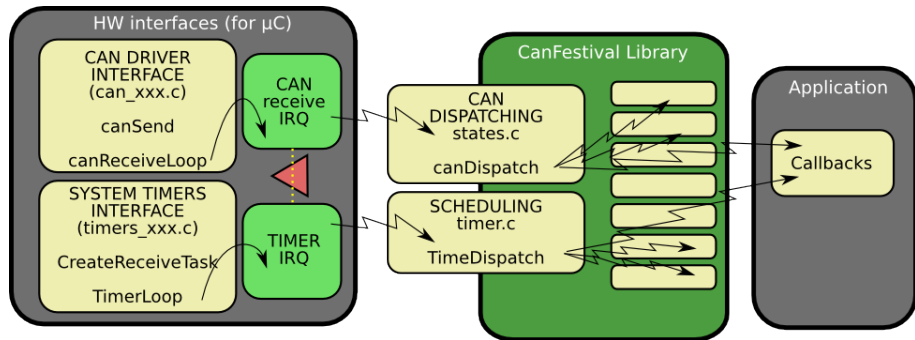 HW interfaces (for µC)
CAN DRIVER
INTERFACE
(can_xxx.c)
canSend
canReceiveLoop
CAN
receive
IRQ
SYSTEM TIMERS
INTERFACE
(timers_xxx.c)
CreateReceiveTask
TimerLoop
TIMER
IRQ
CanFestival Library
CAN
DISPATCHING
states.c
canDispatch
SCHEDULING
timer.c
TimeDispatch
Application
Callbacks